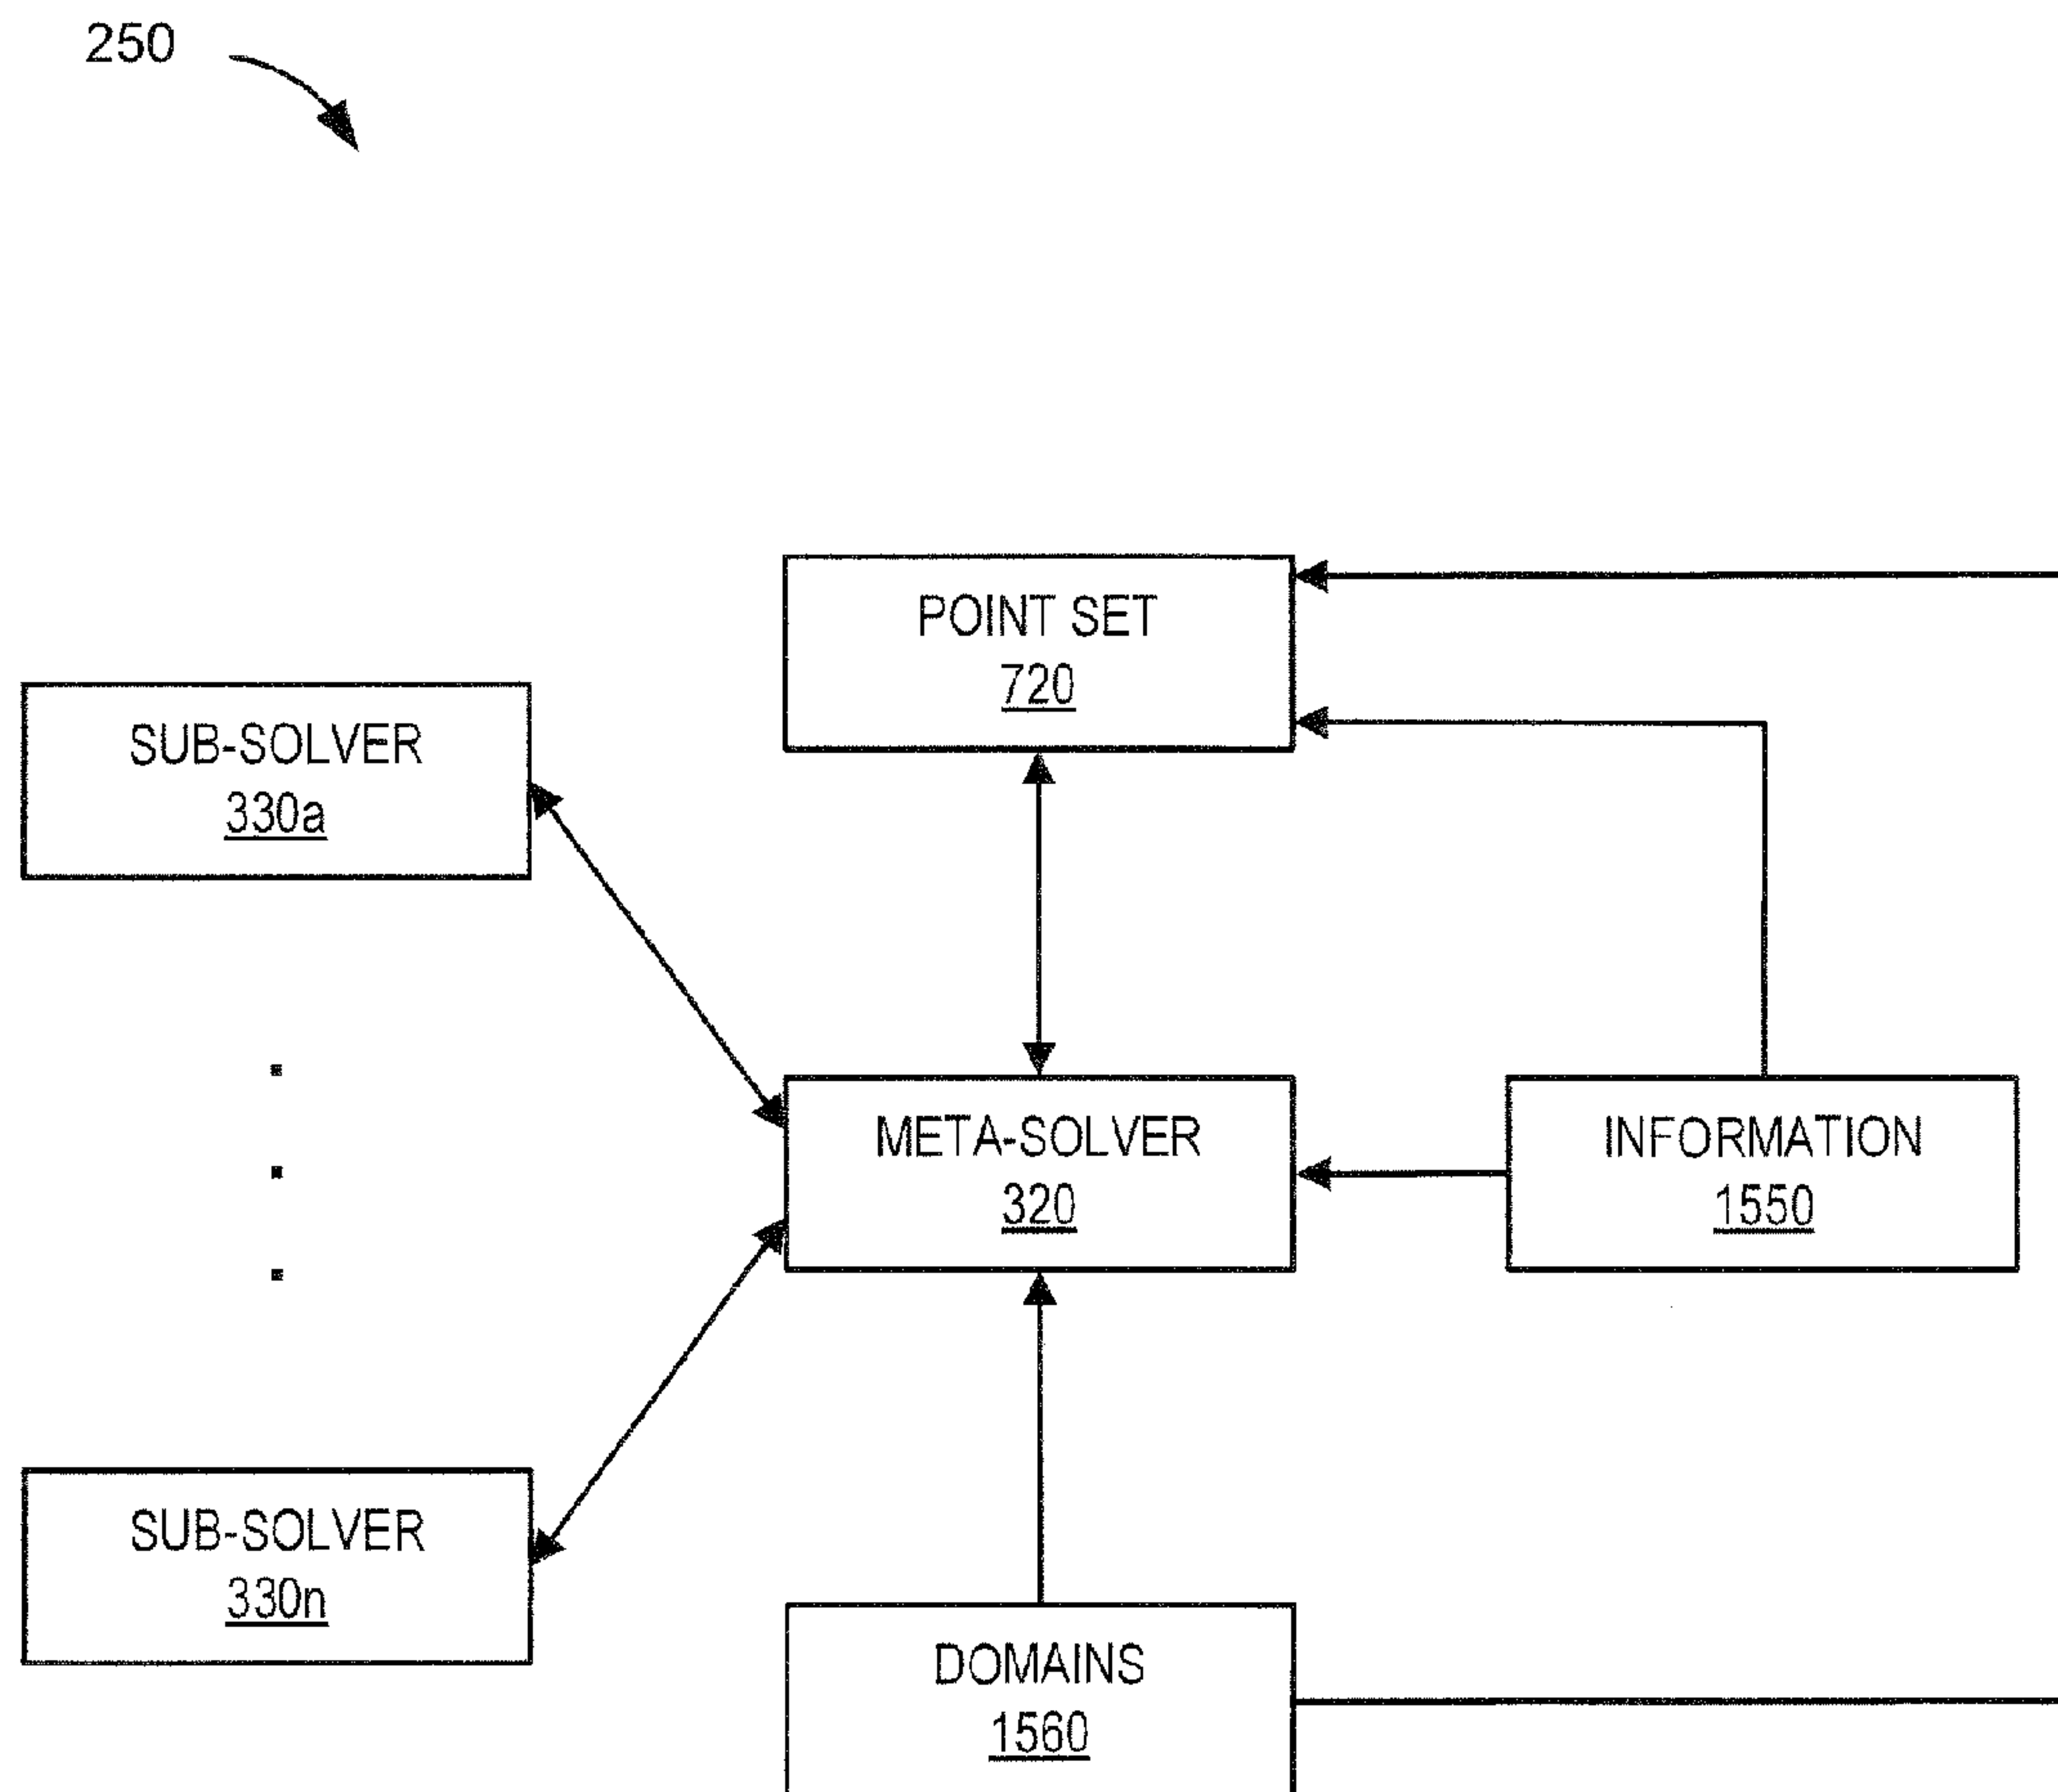 250
POINT SET
720
SUB-SOLVER
330a
META-SOLVER
320
INFORMATION
1550
SUB-SOLVER
330n
DOMAINS
1560